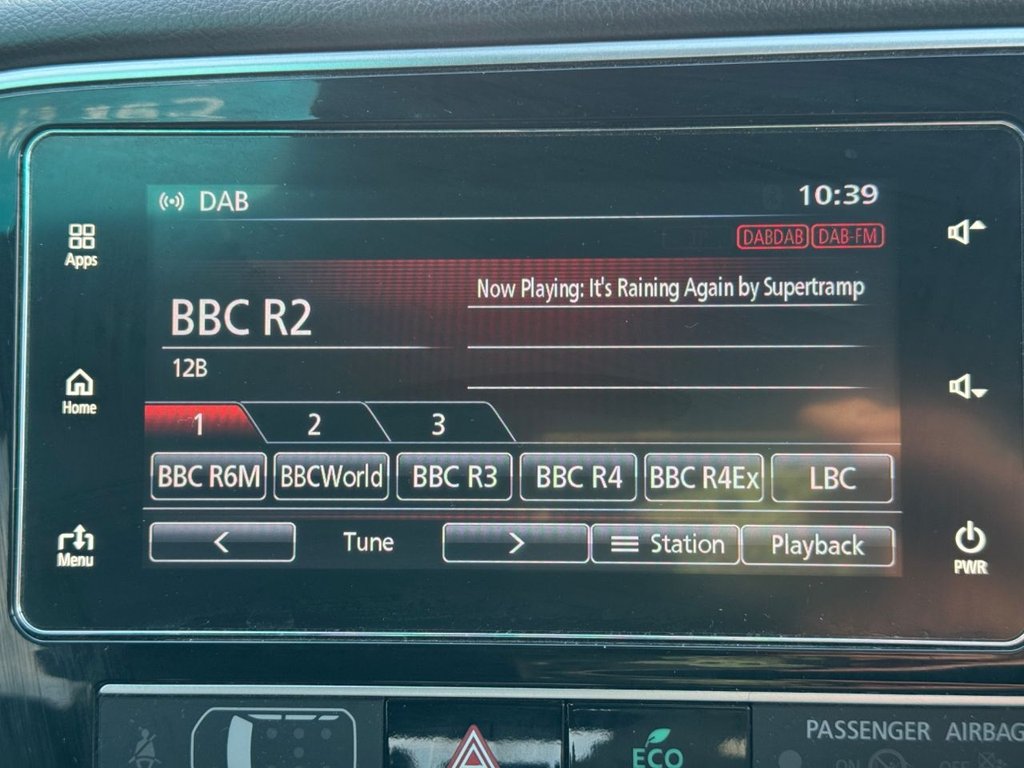 DAB 10:39
DABDAB DAB-FM
Apps
Now Playing: It's Raining Again by Supertramp
BBC R2
12B
Home
1 2 3
BBC R6M BBCWorld BBC R3 BBC R4 BBC R4Ex LBC
< Tune > Station Playback
Menu PWR
PASSENGER AIRBAG
ECO
ON OFF